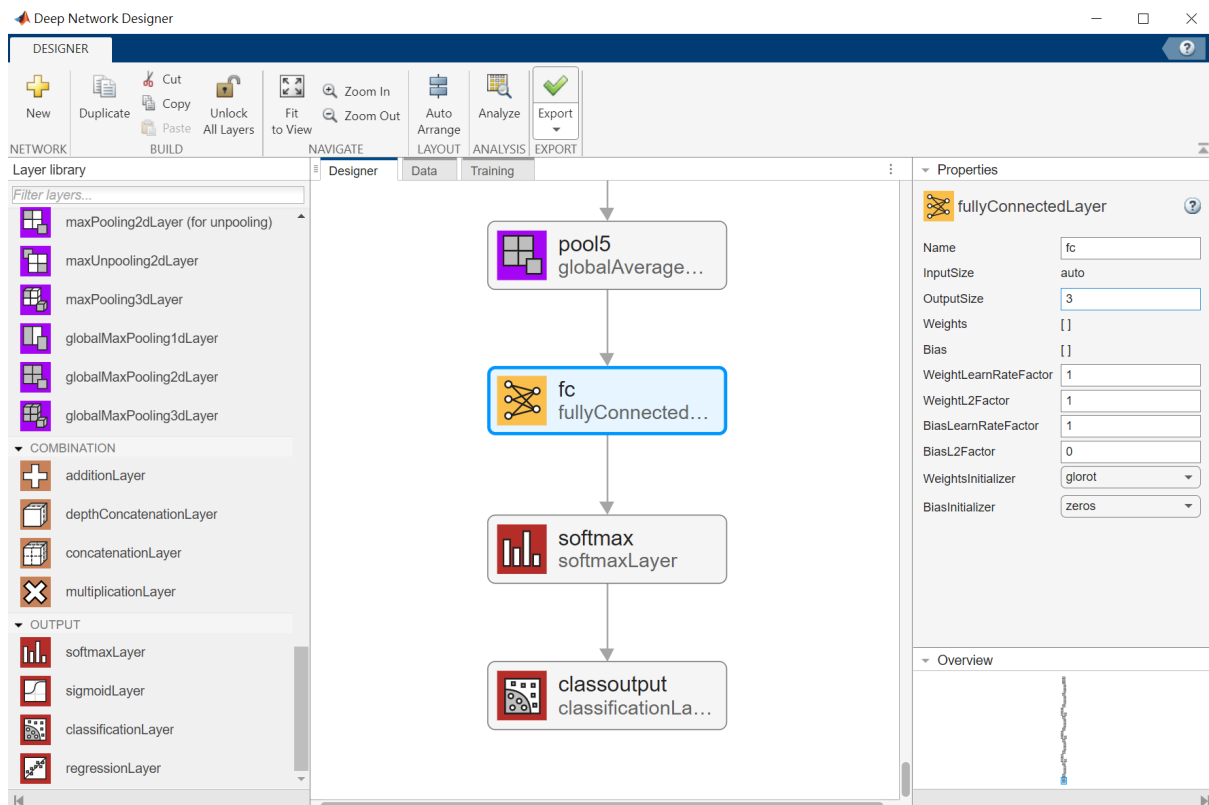 Deep Network Designer
DESIGNER
New
Duplicate
Cut
Copy
Paste
Unlock
All Layers
Fit
to View
Zoom In
Zoom Out
Auto
Arrange
Analyze
Export
NETWORK
BUILD
NAVIGATE
LAYOUT
ANALYSIS
EXPORT
Layer library
Filter layers...
maxPooling2dLayer (for unpooling)
maxUnpooling2dLayer
maxPooling3dLayer
globalMaxPooling1dLayer
globalMaxPooling2dLayer
globalMaxPooling3dLayer
COMBINATION
additionLayer
depthConcatenationLayer
concatenationLayer
multiplicationLayer
OUTPUT
softmaxLayer
sigmoidLayer
classificationLayer
regressionLayer
Designer
Data
Training
pool5
globalAverage...
fc
fullyConnected...
softmax
softmaxLayer
classoutput
classificationLa...
Properties
fullyConnectedLayer
?
Name fc
InputSize auto
OutputSize 3
Weights [ ]
Bias [ ]
WeightLearnRateFactor 1
WeightL2Factor 1
BiasLearnRateFactor 1
BiasL2Factor 0
WeightsInitializer glorot
BiasInitializer zeros
Overview